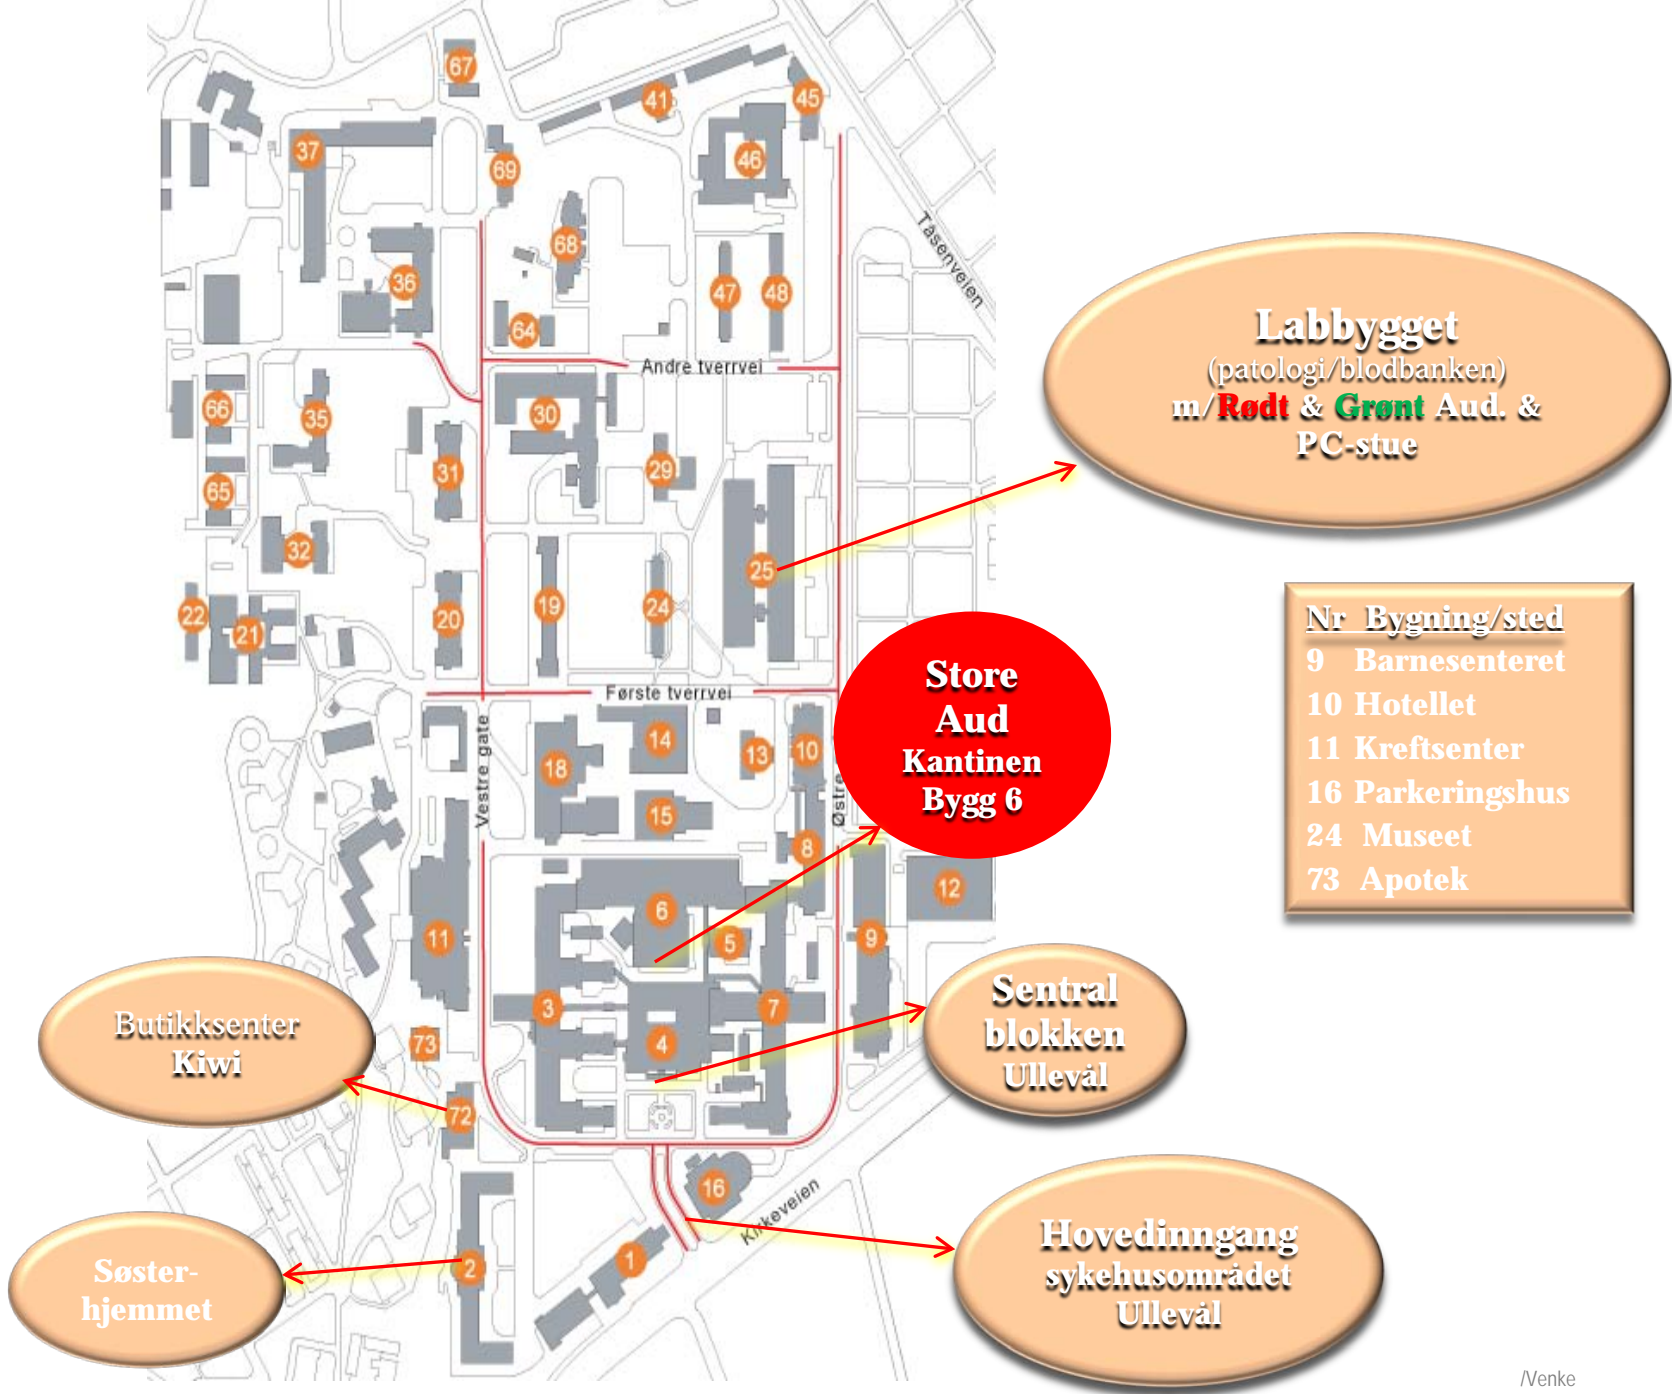 67
41
45
37
46
69
Tåsenveien
68
36
47
48
64
Andre tverrvei
66
35
30
31
29
65
32
25
22
21
20
19
24
Første tverrvei
Vestre gate
14
13
10
18
15
8
6
12
11
5
9
3
7
4
73
72
16
Kirkeveien
1
2
Labbygget
(patologi/blodbanken)
m/Rødt & Grønt Aud. &
PC-stue
Nr Bygning/sted
9 Barnesenteret
10 Hotellet
11 Kreftsenter
16 Parkeringshus
24 Museet
73 Apotek
Store
Aud
Kantinen
Bygg 6
Østre
Sentral
blokken
Ullevål
Butikksenter
Kiwi
Hovedinngang
sykehusområdet
Ullevål
Søster-
hjemmet
/Venke